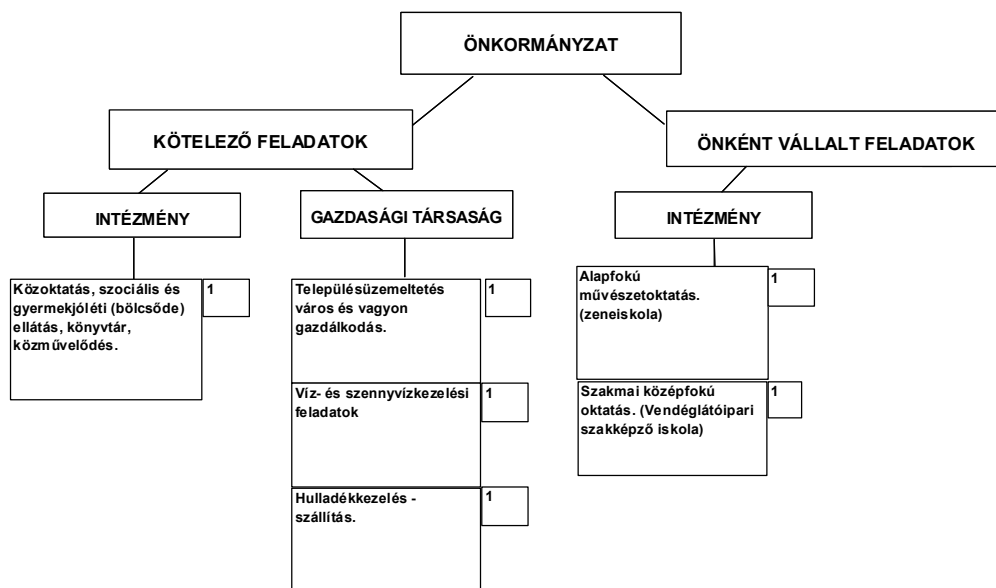 ÖNKORMÁNYZAT
KÖTELEZŐ FELADATOK
ÖNKÉNT VÁLLALT FELADATOK
INTÉZMÉNY
GAZDASÁGI TÁRSASÁG
INTÉZMÉNY
Közoktatás, szociális és
gyermekjóléti (bölcsőde)
ellátás, könyvtár,
közművelődés.
1
Településüzemeltetés
város és vagyon
gazdálkodás.
1
Víz- és szennyvízkezelési
feladatok
1
Hulladékkezelés -
szállítás.
1
Alapfokú
művészetoktatás.
(zeneiskola)
1
Szakmai középfokú
oktatás. (Vendéglátóipari
szakképző iskola)
1